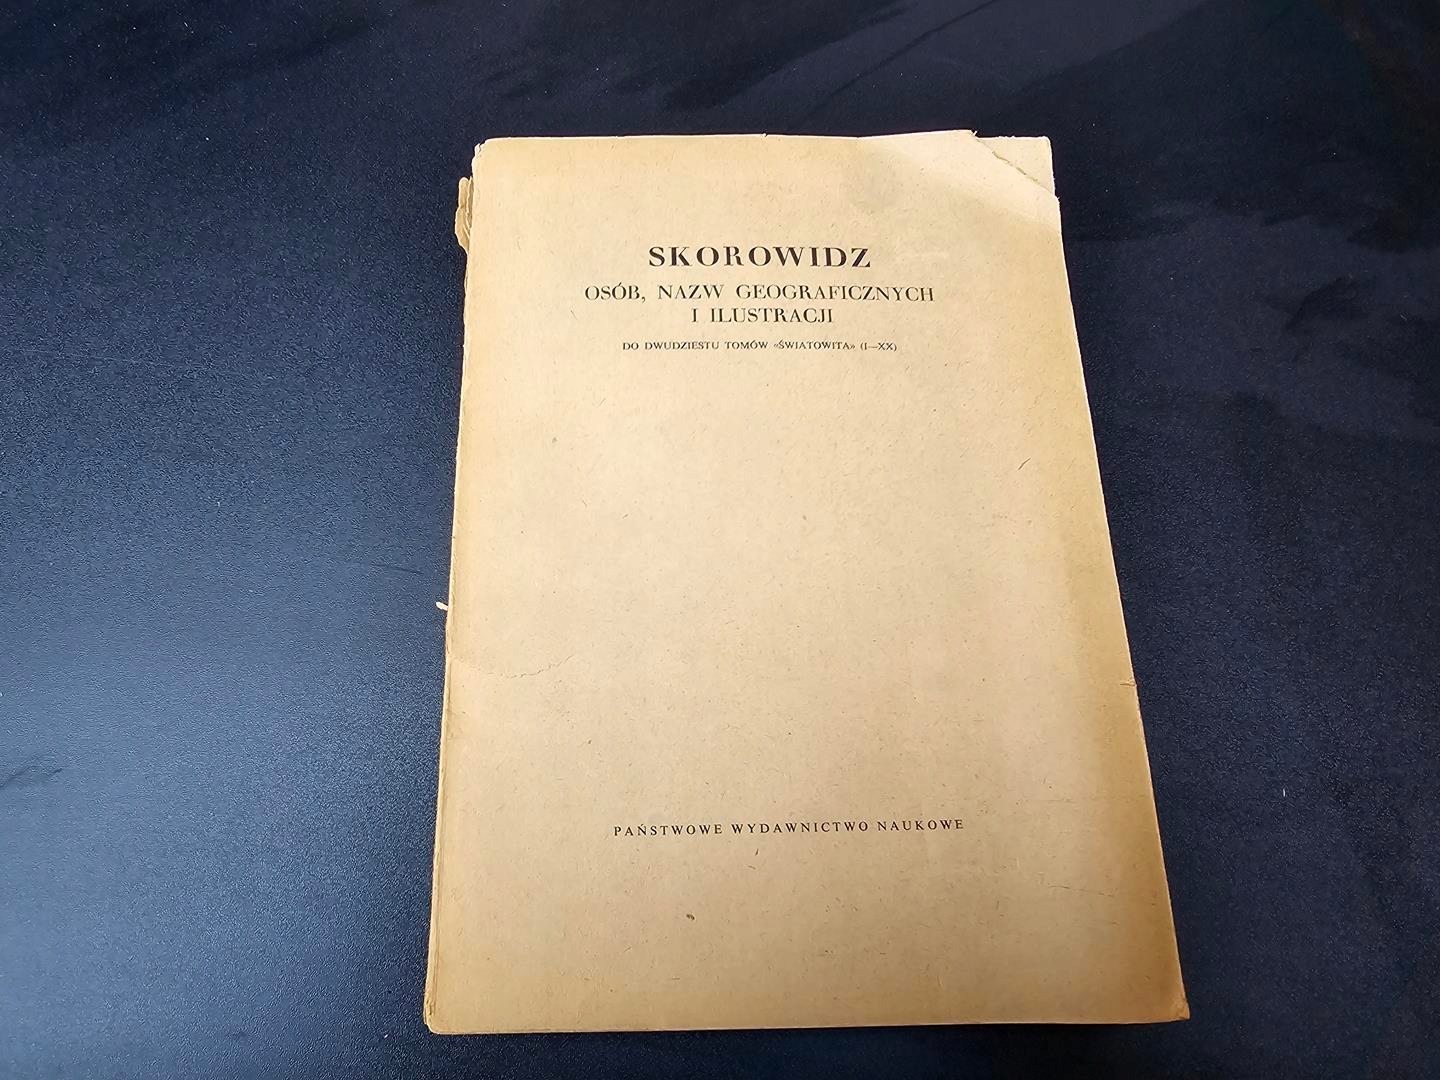 SKOROWIDZ
OSÓB, NAZW GEOGRAFICZNYCH
I ILUSTRACJI
DO DWUDZIESTU TOMÓW «ŚWIATOWITA» (I—XX)
PAŃSTWOWE WYDAWNICTWO NAUKOWE